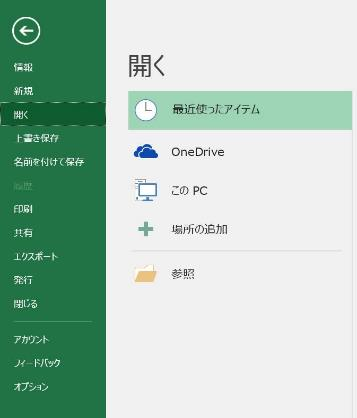 情報
新規
開く
上書き保存
名前を付けて保存
履歴
印刷
共有
エクスポート
発行
閉じる
アカウント
フィードバック
オプション
開く
最近使ったアイテム
OneDrive
この PC
場所の追加
参照